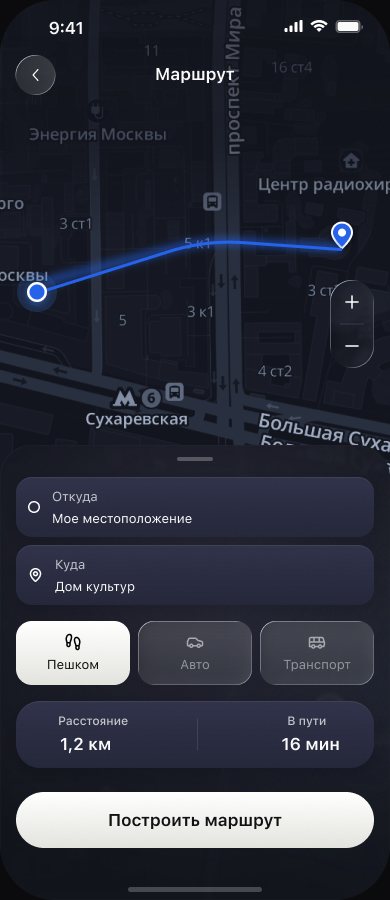 9:41
11
Маршрут
16 ст4
проспект Мира
Энергия Москвы
Центр радиохир
ого
3 ст1
5 к1
осквы
3 ст
5
3 к1
4 ст2
6
Сухаревская
Большая Суха
Откуда
Мое местоположение
Куда
Дом культур
Пешком
Авто
Транспорт
Расстояние
В пути
1,2 км
16 мин
Построить маршрут